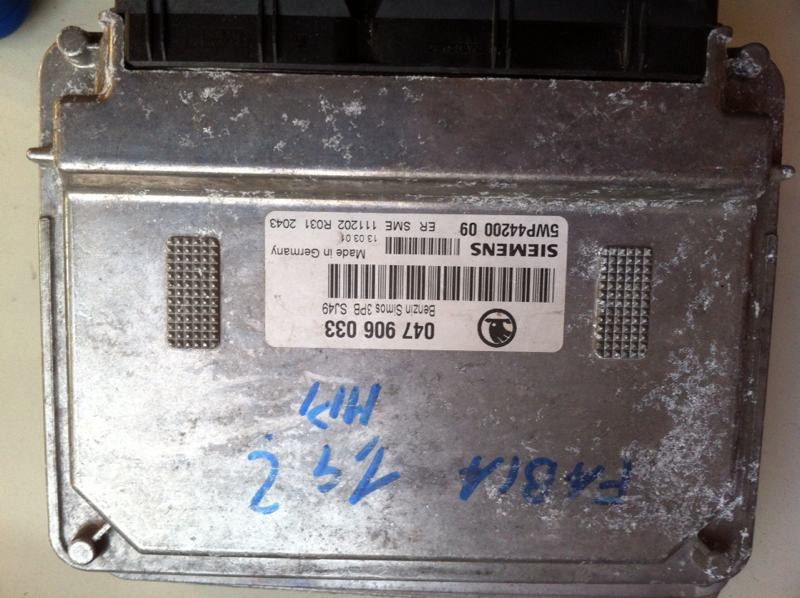 047 906 033
Benzin Simos 3PB SJ49
SIEMENS Made in Germany
13.03.01
5WP44200 09 ER SME 111202 R031 2043
FABIA 1,4 i
MPI